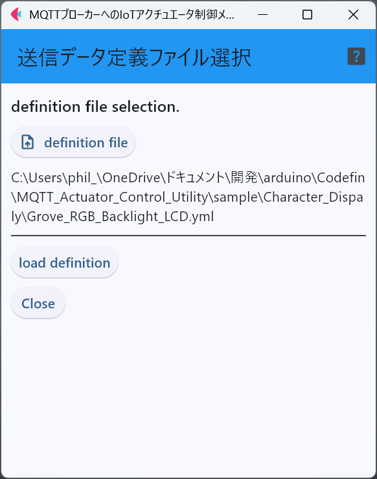 MQTTブローカーへのIoTアクチュエータ制御メ...
送信データ定義ファイル選択
?
definition file selection.
definition file
C:\Users\phil_\OneDrive\ドキュメント\開発\arduino\Codefin
\MQTT_Actuator_Control_Utility\sample\Character_Dispa
ly\Grove_RGB_Backlight_LCD.yml
load definition
Close